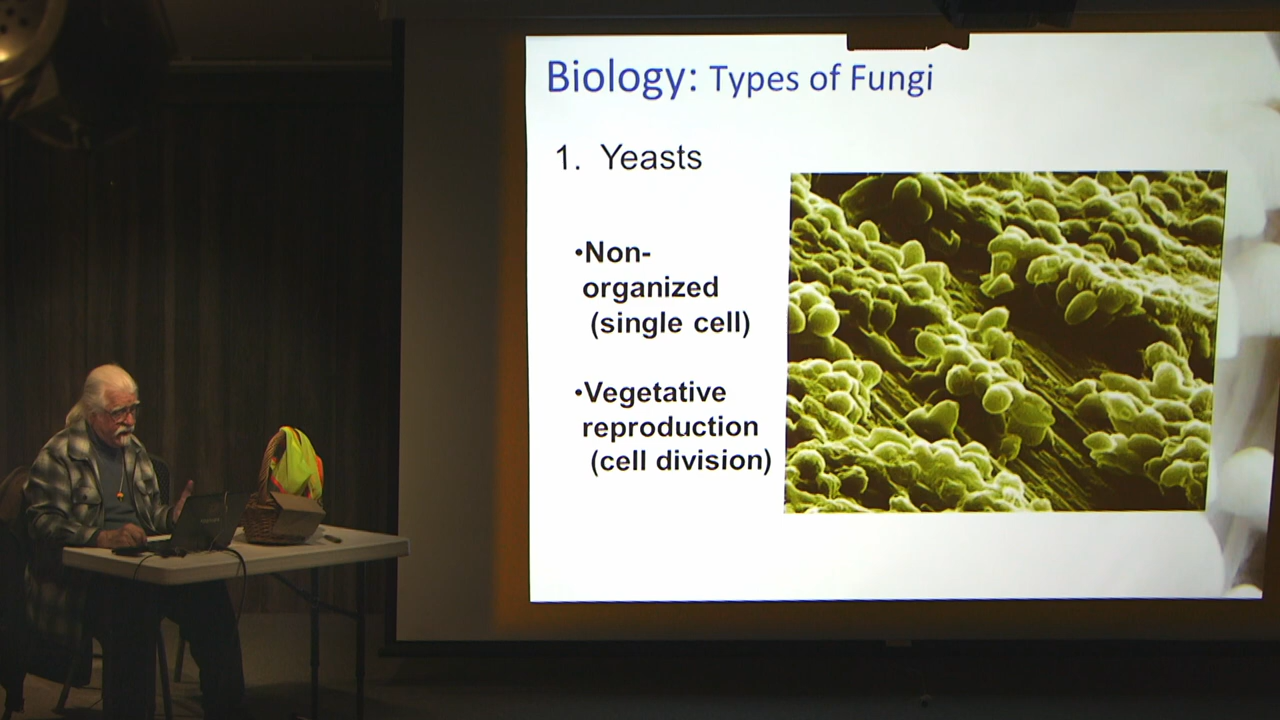 Biology: Types of Fungi
1. Yeasts
•Non-
organized
(single cell)
•Vegetative
reproduction
(cell division)